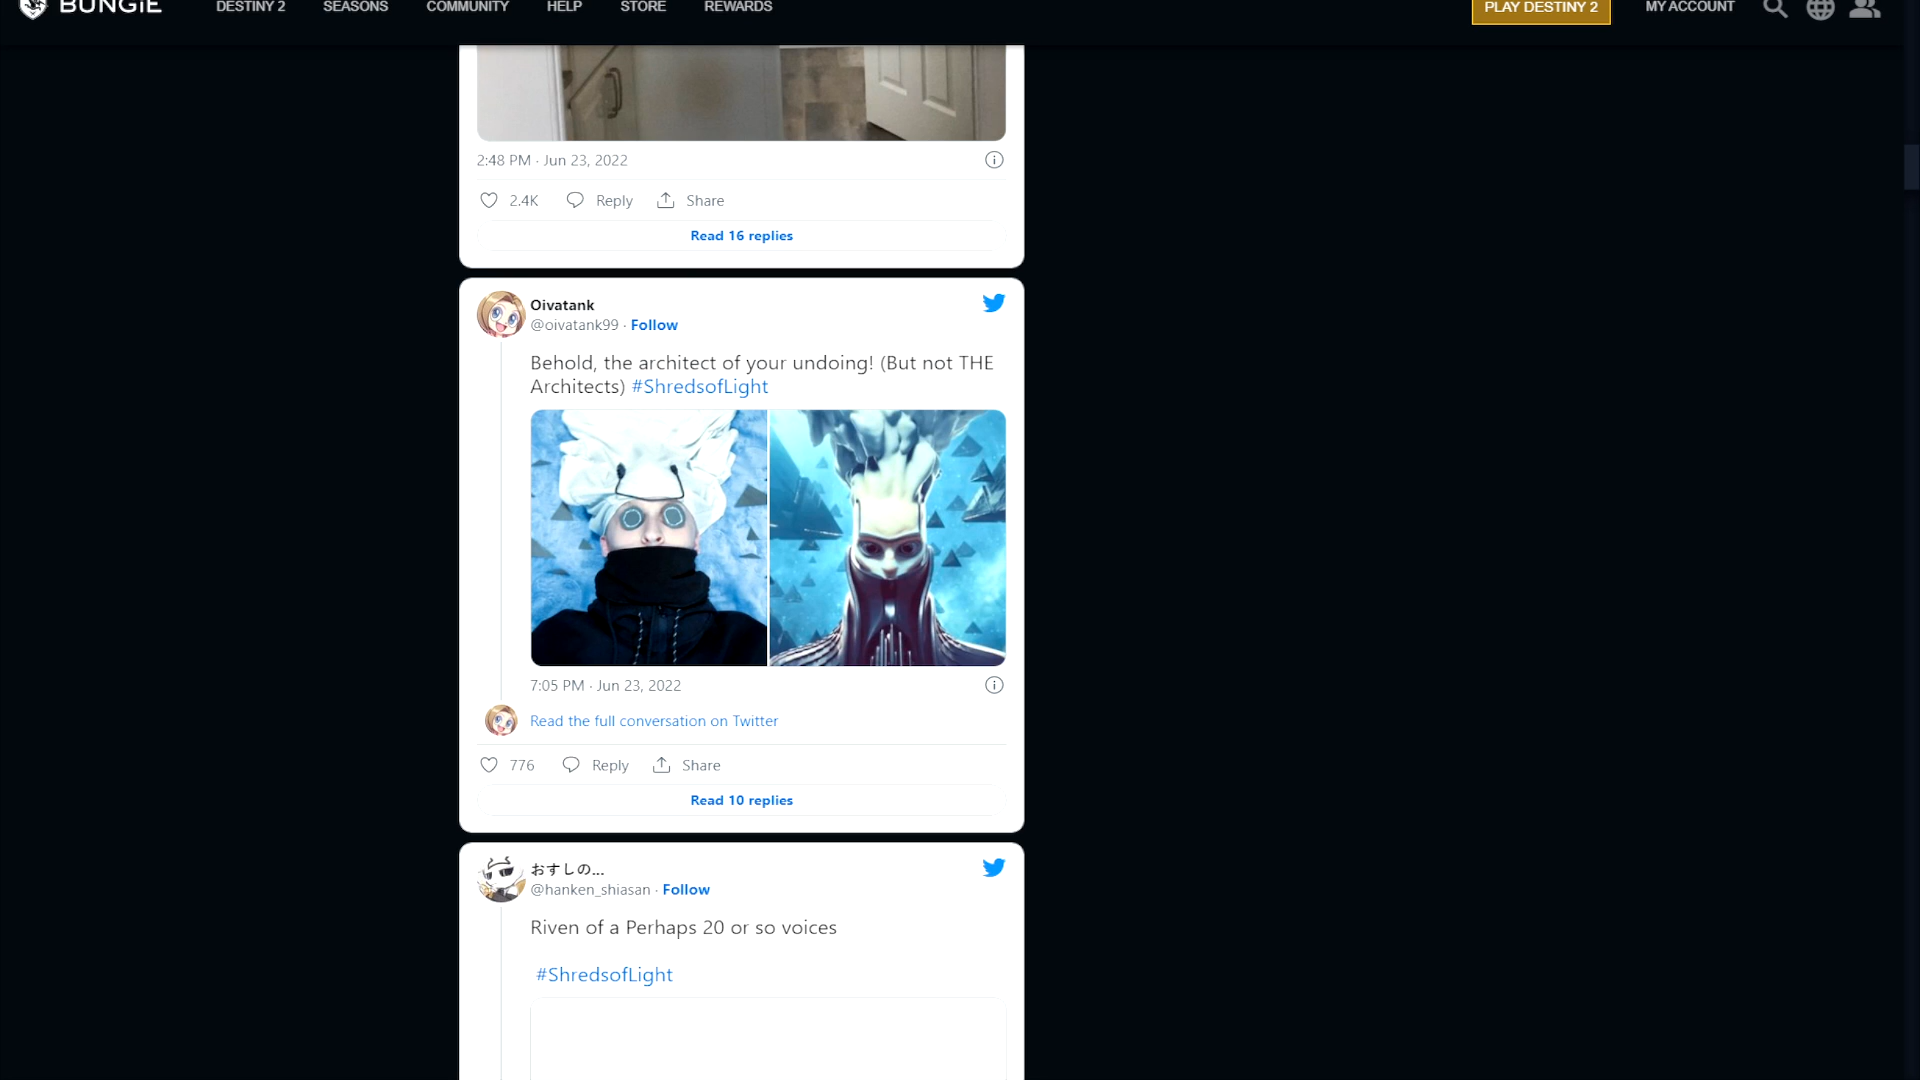 BUNGiE DESTINY 2 SEASONS COMMUNITY HELP STORE REWARDS PLAY DESTINY 2 MY ACCOUNT
2:48 PM · Jun 23, 2022
2.4K Reply Share
Read 16 replies
Oivatank
@oivatank99 · Follow
Behold, the architect of your undoing! (But not THE
Architects) #ShredsofLight
7:05 PM · Jun 23, 2022
Read the full conversation on Twitter
776 Reply Share
Read 10 replies
おすしの...
@hanken_shiasan · Follow
Riven of a Perhaps 20 or so voices
#ShredsofLight